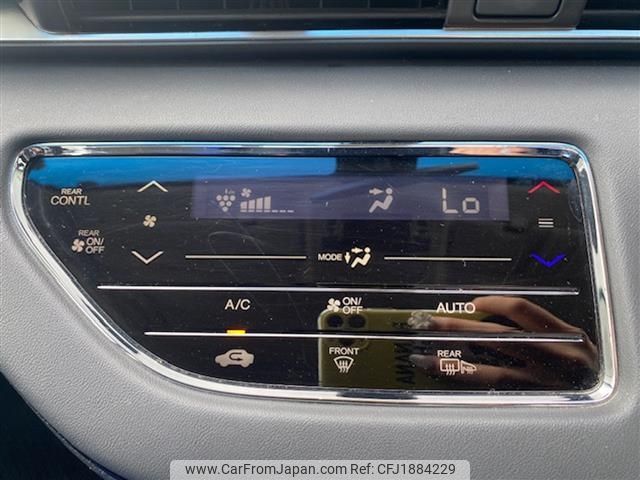 REAR
CONTL
Lo
REAR
ON/
OFF
MODE
A/C
ON/
OFF
AUTO
FRONT
REAR
www.CarFromJapan.com Ref:CFJ1884229